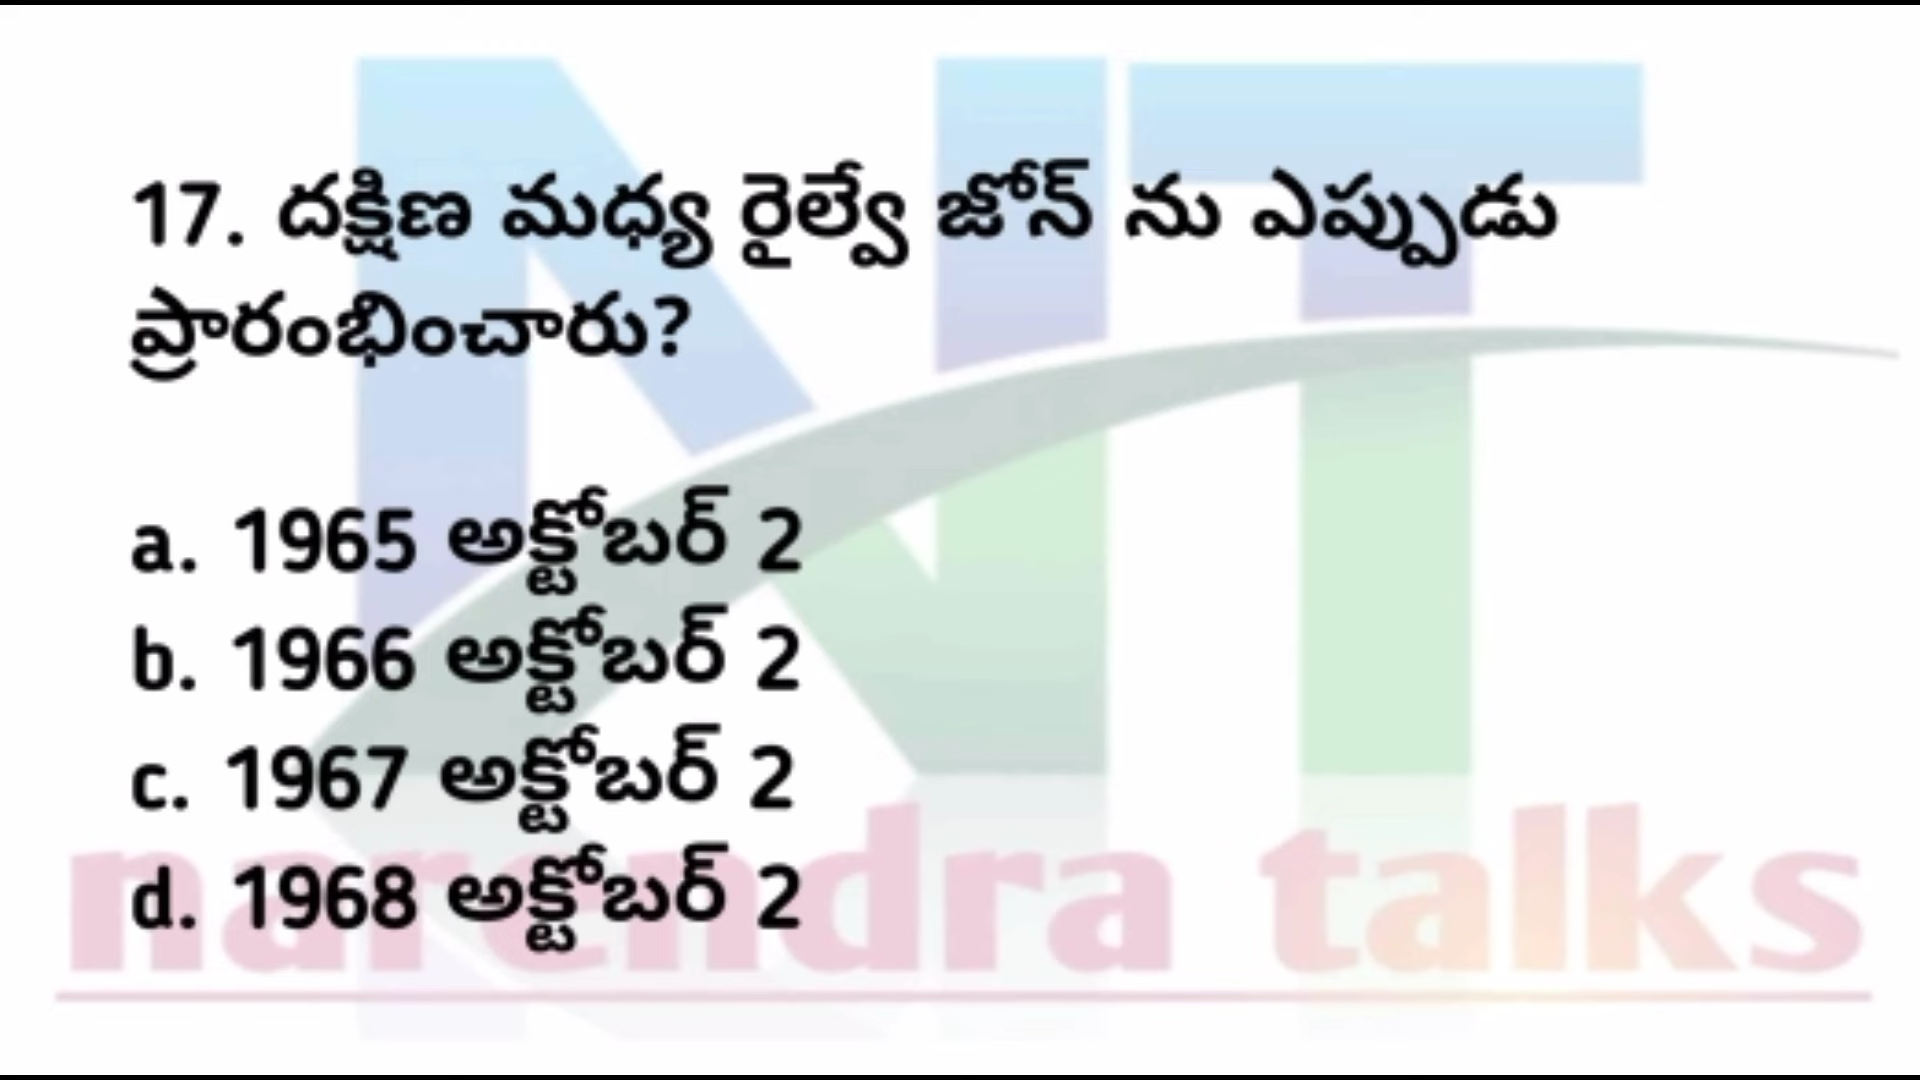 17. దక్షిణ మధ్య రైల్వే జోన్ ను ఎప్పుడు
ప్రారంభించారు?
a. 1965 అక్టోబర్ 2
b. 1966 అక్టోబర్ 2
c. 1967 అక్టోబర్ 2
d. 1968 అక్టోబర్ 2
NT
narendra talks